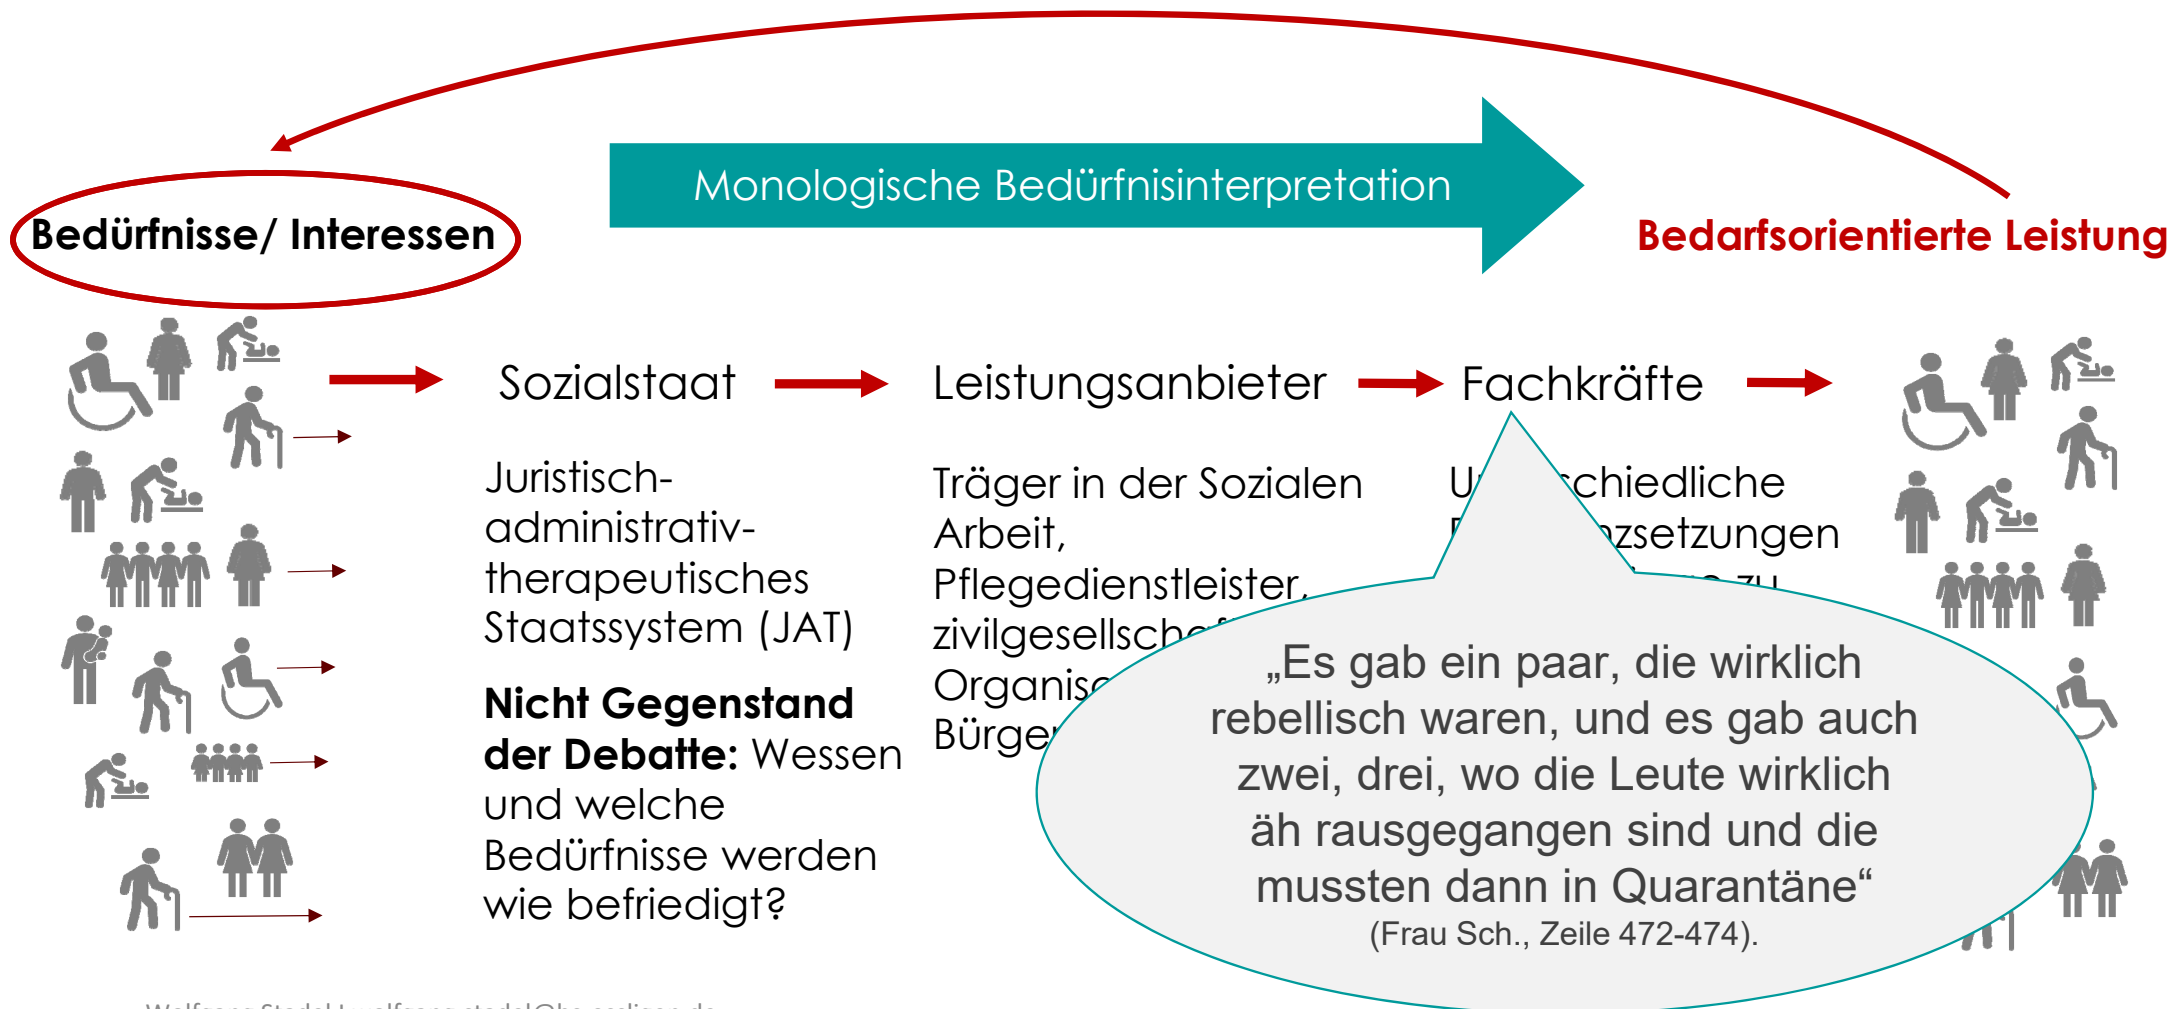 Monologische Bedürfnisinterpretation
Bedürfnisse/ Interessen
Bedarfsorientierte Leistung
Sozialstaat
Leistungsanbieter
Fachkräfte
Juristisch-
administrativ-
therapeutisches
Staatssystem (JAT)
Nicht Gegenstand
der Debatte: Wessen
und welche
Bedürfnisse werden
wie befriedigt?
Träger in der Sozialen
Arbeit,
Pflegedienstleister,
„Es gab ein paar, die wirklich
rebellisch waren, und es gab auch
zwei, drei, wo die Leute wirklich
äh rausgegangen sind und die
mussten dann in Quarantäne“
(Frau Sch., Zeile 472-474).
zu